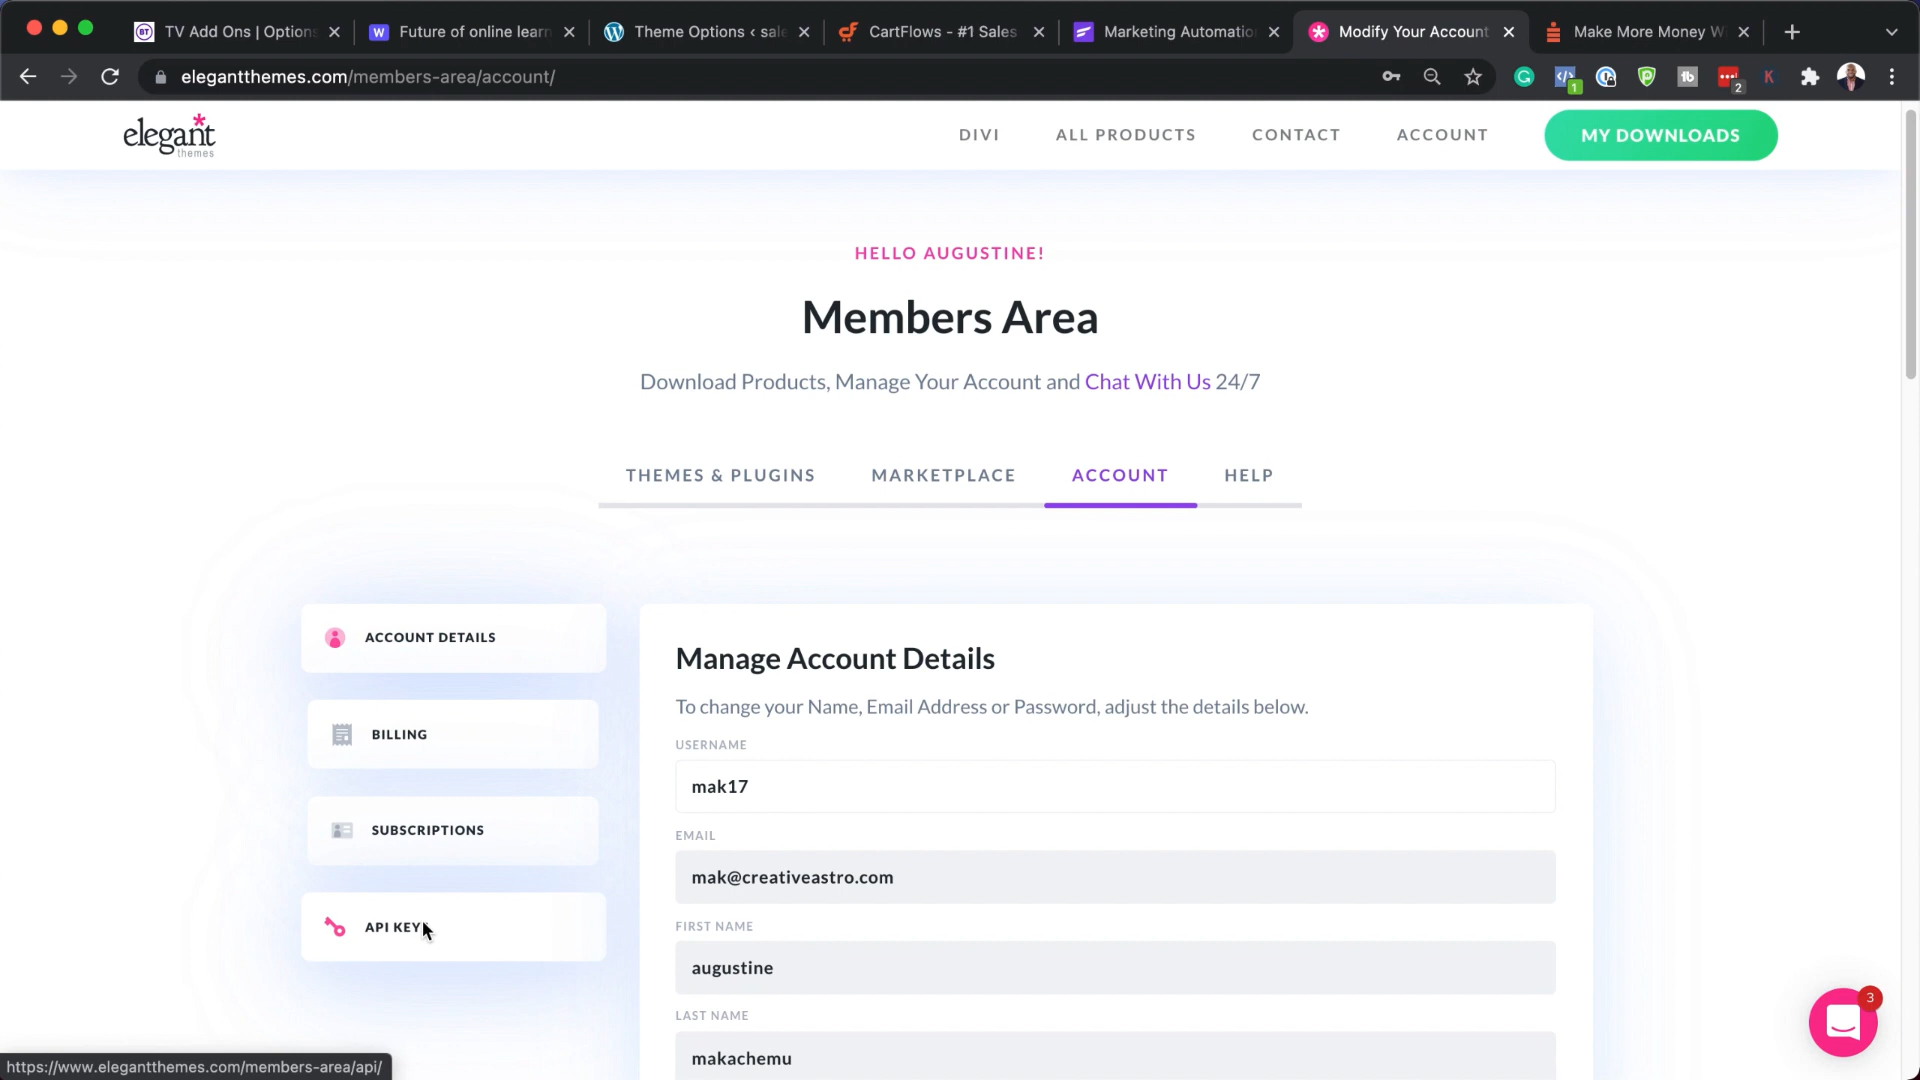 TV Add Ons | Options
Future of online learn
Theme Options ‹ sale
CartFlows - #1 Sales
Marketing Automatio
Modify Your Account
Make More Money Wi
elegantthemes.com/members-area/account/
1
2
elegant
themes
DIVI
ALL PRODUCTS
CONTACT
ACCOUNT
MY DOWNLOADS
HELLO AUGUSTINE!
Members Area
Download Products, Manage Your Account and Chat With Us 24/7
THEMES & PLUGINS
MARKETPLACE
ACCOUNT
HELP
ACCOUNT DETAILS
BILLING
SUBSCRIPTIONS
API KEY
Manage Account Details
To change your Name, Email Address or Password, adjust the details below.
USERNAME
mak17
EMAIL
mak@creativeastro.com
FIRST NAME
augustine
LAST NAME
makachemu
3
https://www.elegantthemes.com/members-area/api/